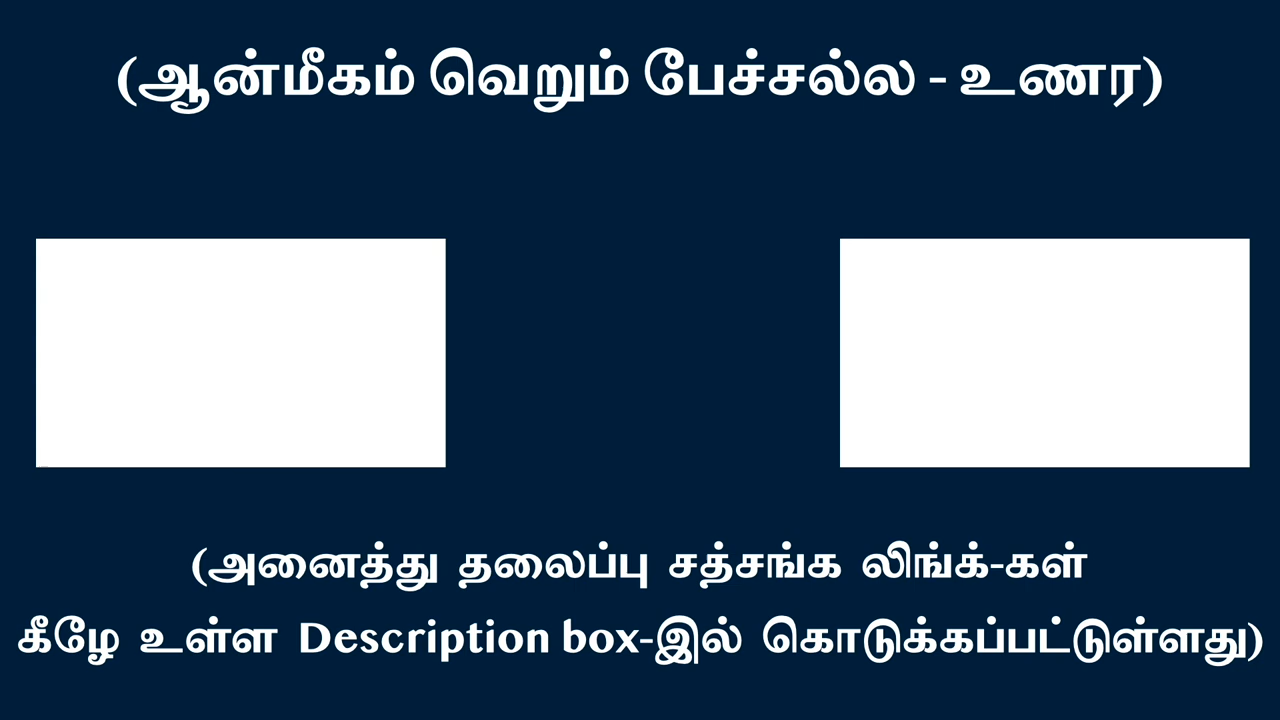 (ஆன்மீகம் வெறும் பேச்சல்ல - உணர)
(அனைத்து தலைப்பு சத்சங்க லிங்க்-கள்
கீழே உள்ள Description box-இல் கொடுக்கப்பட்டுள்ளது)